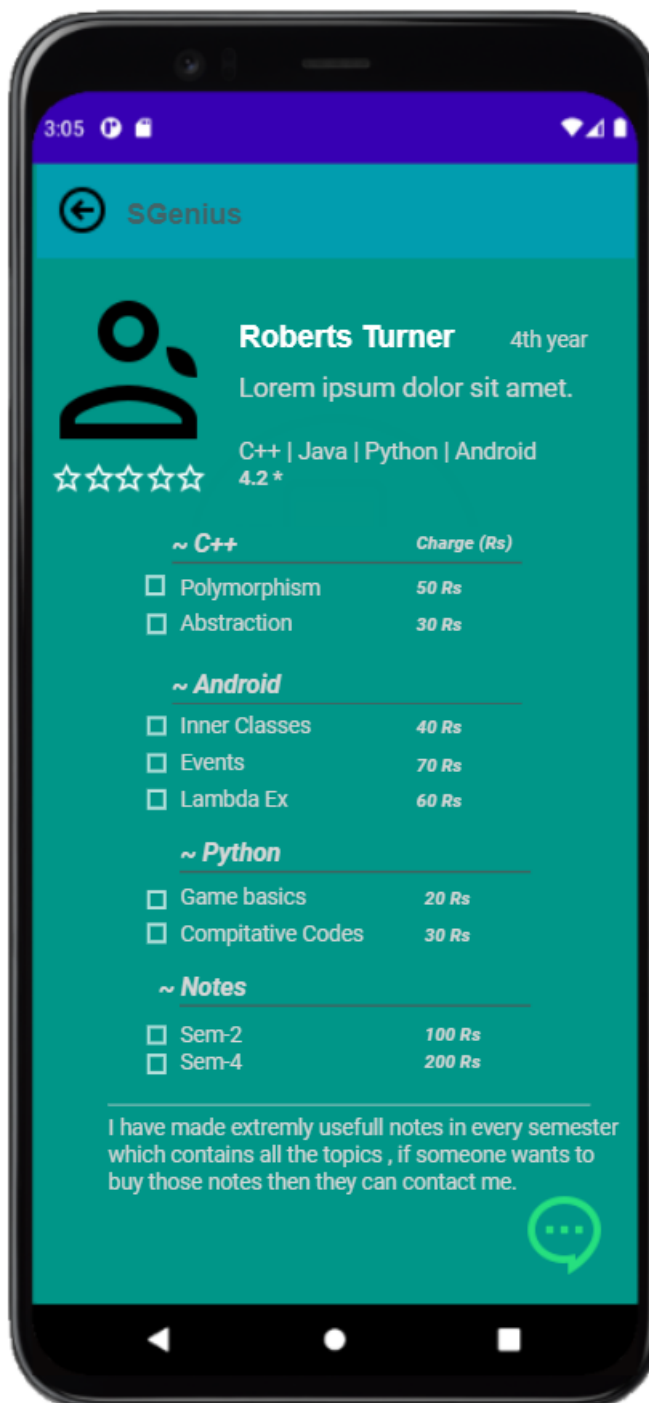 3:05
SGenius
Roberts Turner 4th year
Lorem ipsum dolor sit amet.
C++ | Java | Python | Android
4.2 *
~ C++ Charge (Rs)
Polymorphism 50 Rs
Abstraction 30 Rs
~ Android
Inner Classes 40 Rs
Events 70 Rs
Lambda Ex 60 Rs
~ Python
Game basics 20 Rs
Compitative Codes 30 Rs
~ Notes
Sem-2 100 Rs
Sem-4 200 Rs
I have made extremly usefull notes in every semester
which contains all the topics , if someone wants to
buy those notes then they can contact me.